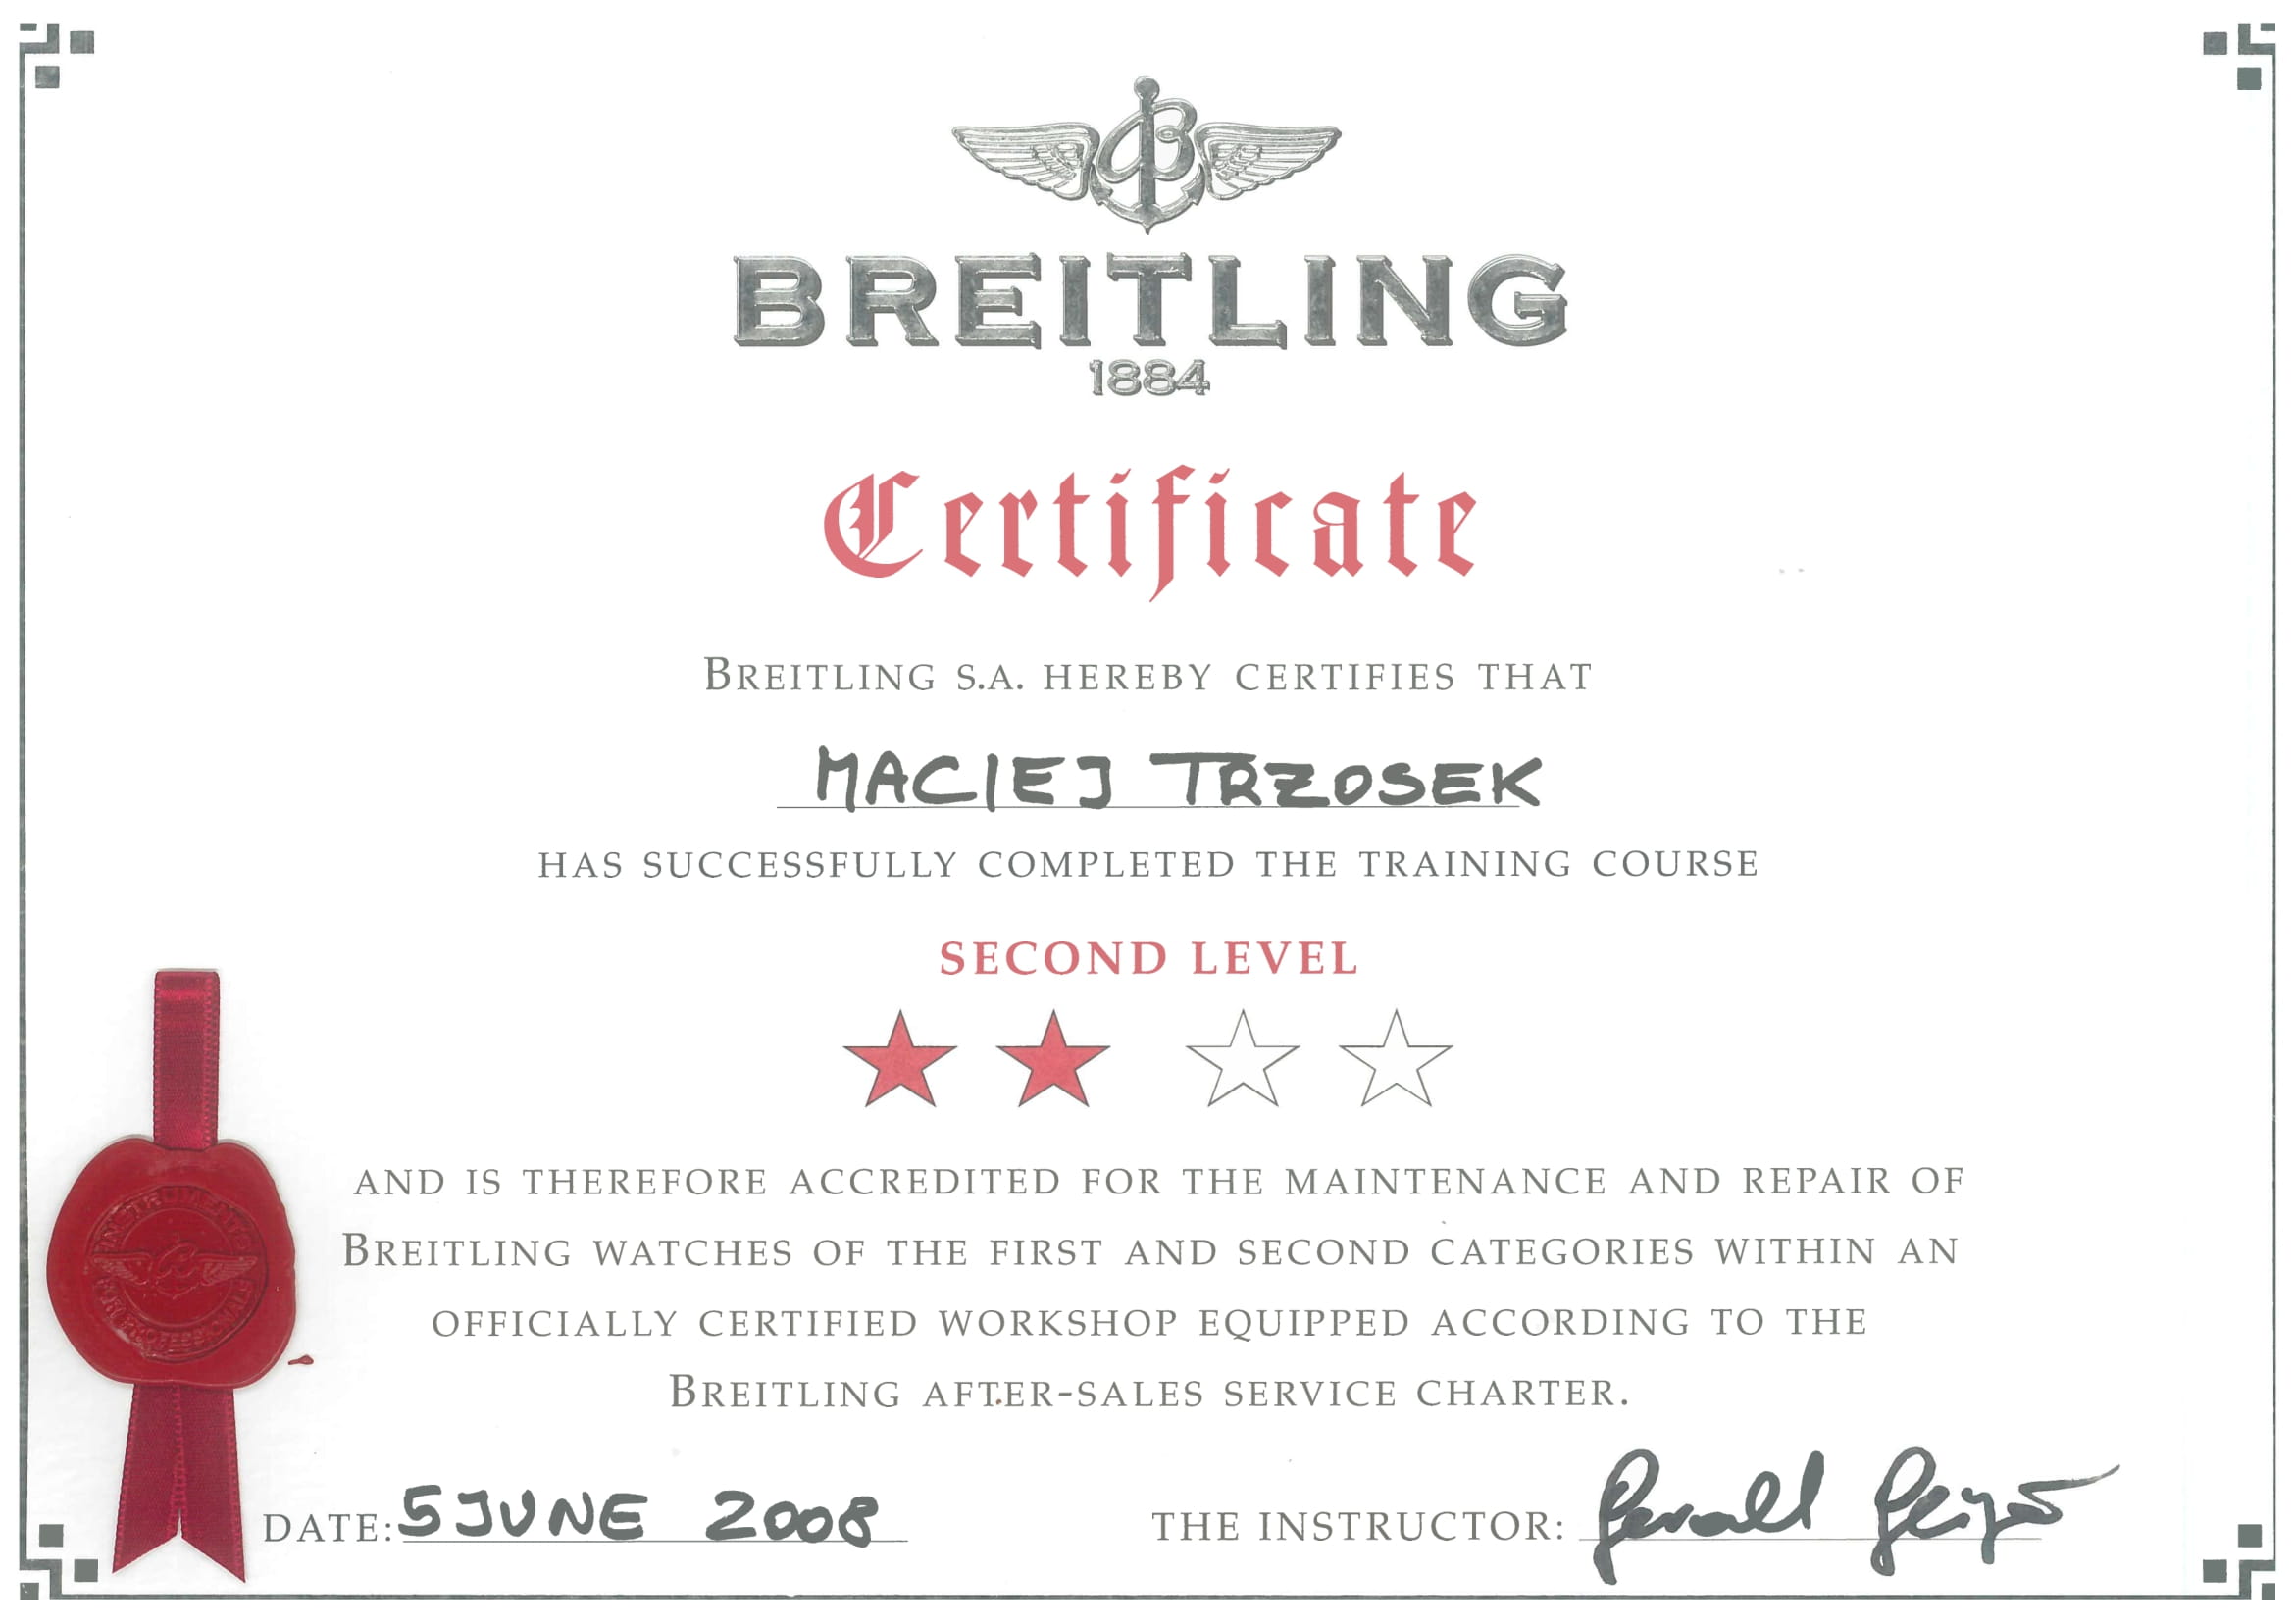 BREITLING
1884
Certificate
BREITLING S.A. HEREBY CERTIFIES THAT
MACIEJ TRZOSEK
HAS SUCCESSFULLY COMPLETED THE TRAINING COURSE
SECOND LEVEL
AND IS THEREFORE ACCREDITED FOR THE MAINTENANCE AND REPAIR OF
BREITLING WATCHES OF THE FIRST AND SECOND CATEGORIES WITHIN AN
OFFICIALLY CERTIFIED WORKSHOP EQUIPPED ACCORDING TO THE
BREITLING AFTER-SALES SERVICE CHARTER.
INSTRUMENTS
FOR PROFESSIONALS
DATE: 5 JUNE 2008
THE INSTRUCTOR: